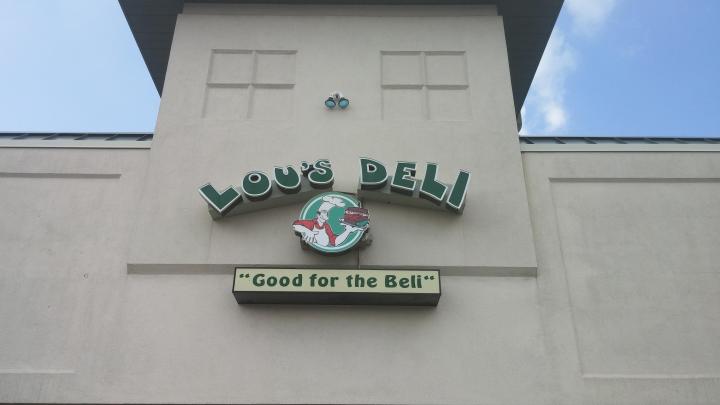 LOU'S DELI
“Good for the Beli“